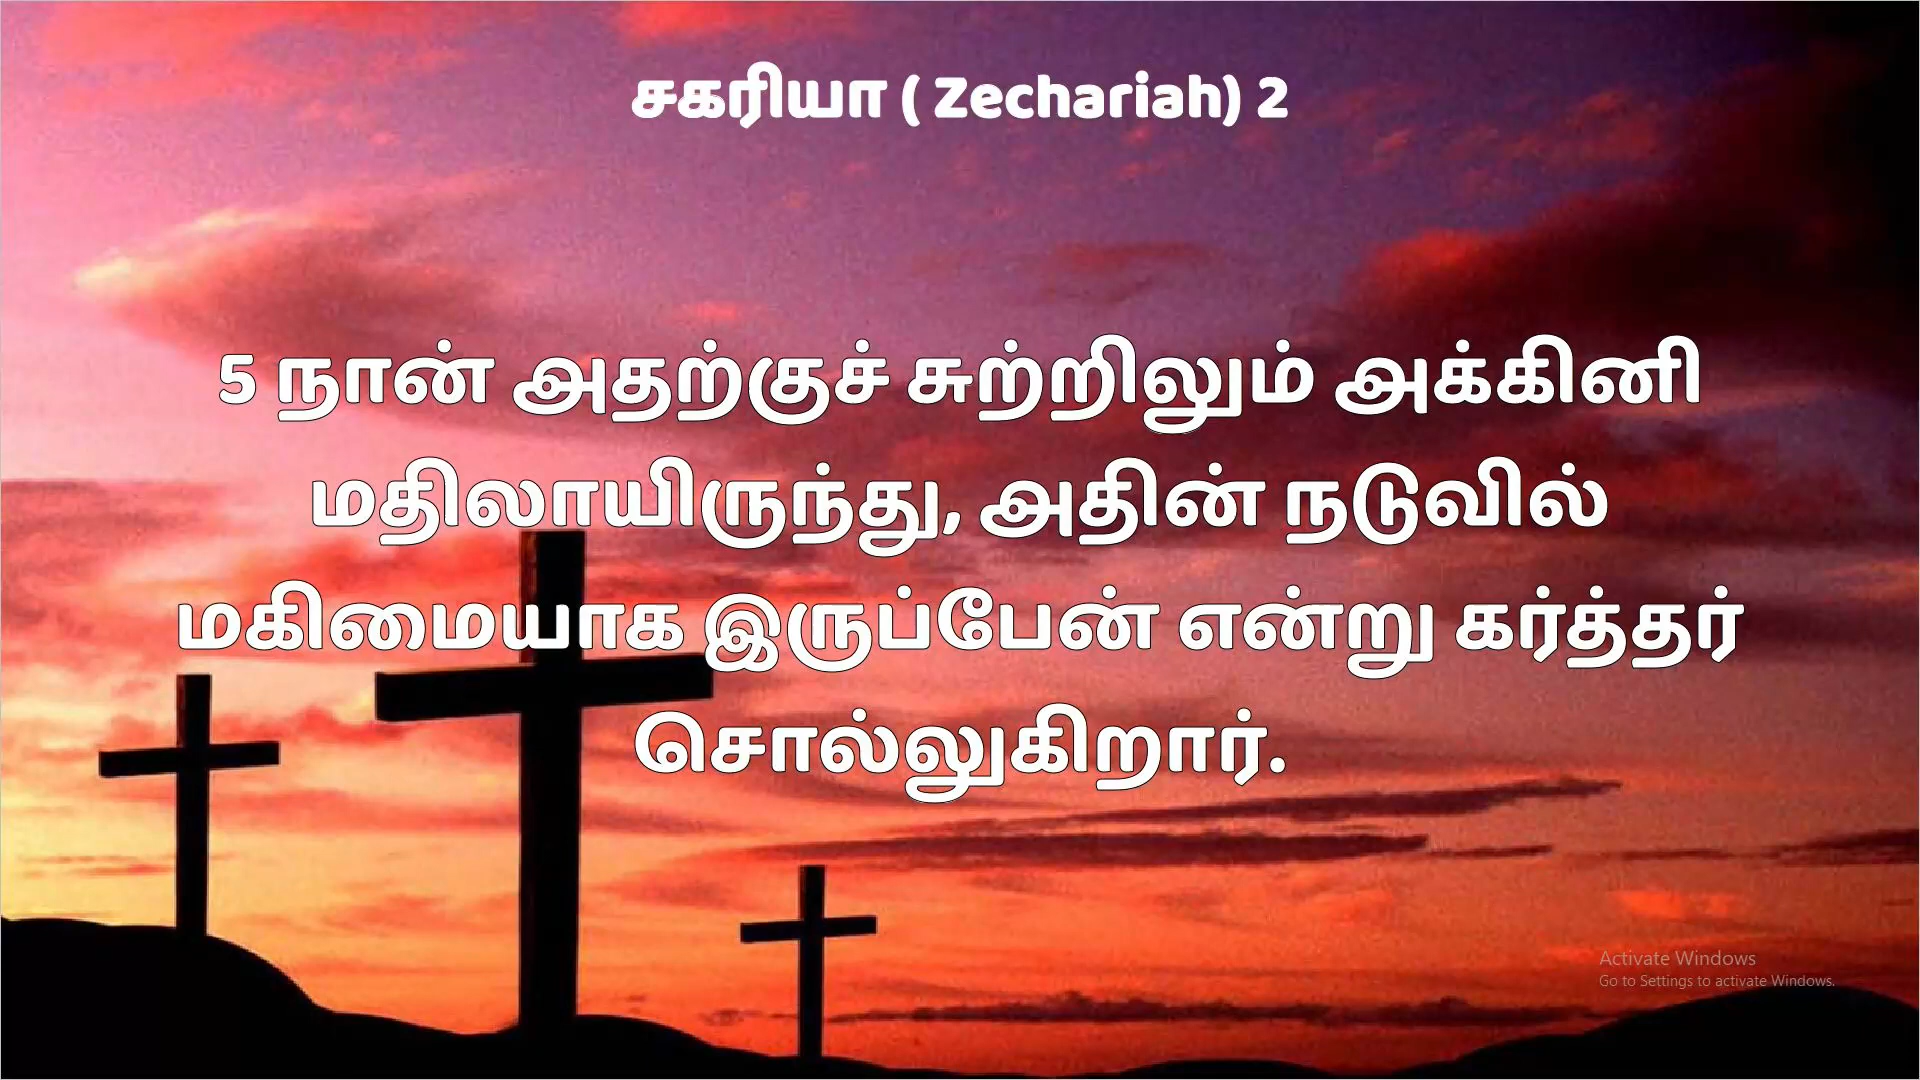 சகரியா ( Zechariah) 2
5 நான் அதற்குச் சுற்றிலும் அக்கினி
மதிலாயிருந்து, அதின் நடுவில்
மகிமையாக இருப்பேன் என்று கர்த்தர்
சொல்லுகிறார்.
Activate Windows
Go to Settings to activate Windows.